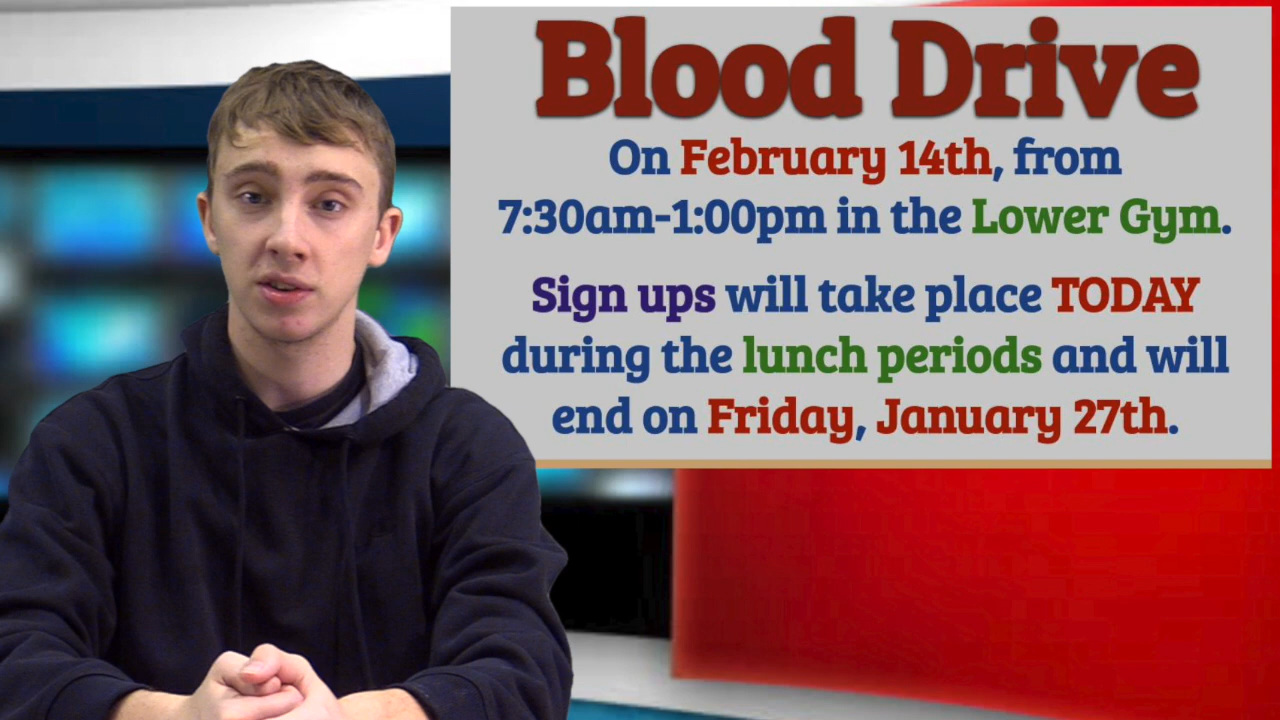 Blood Drive
On February 14th, from
7:30am-1:00pm in the Lower Gym.
Sign ups will take place TODAY
during the lunch periods and will
end on Friday, January 27th.